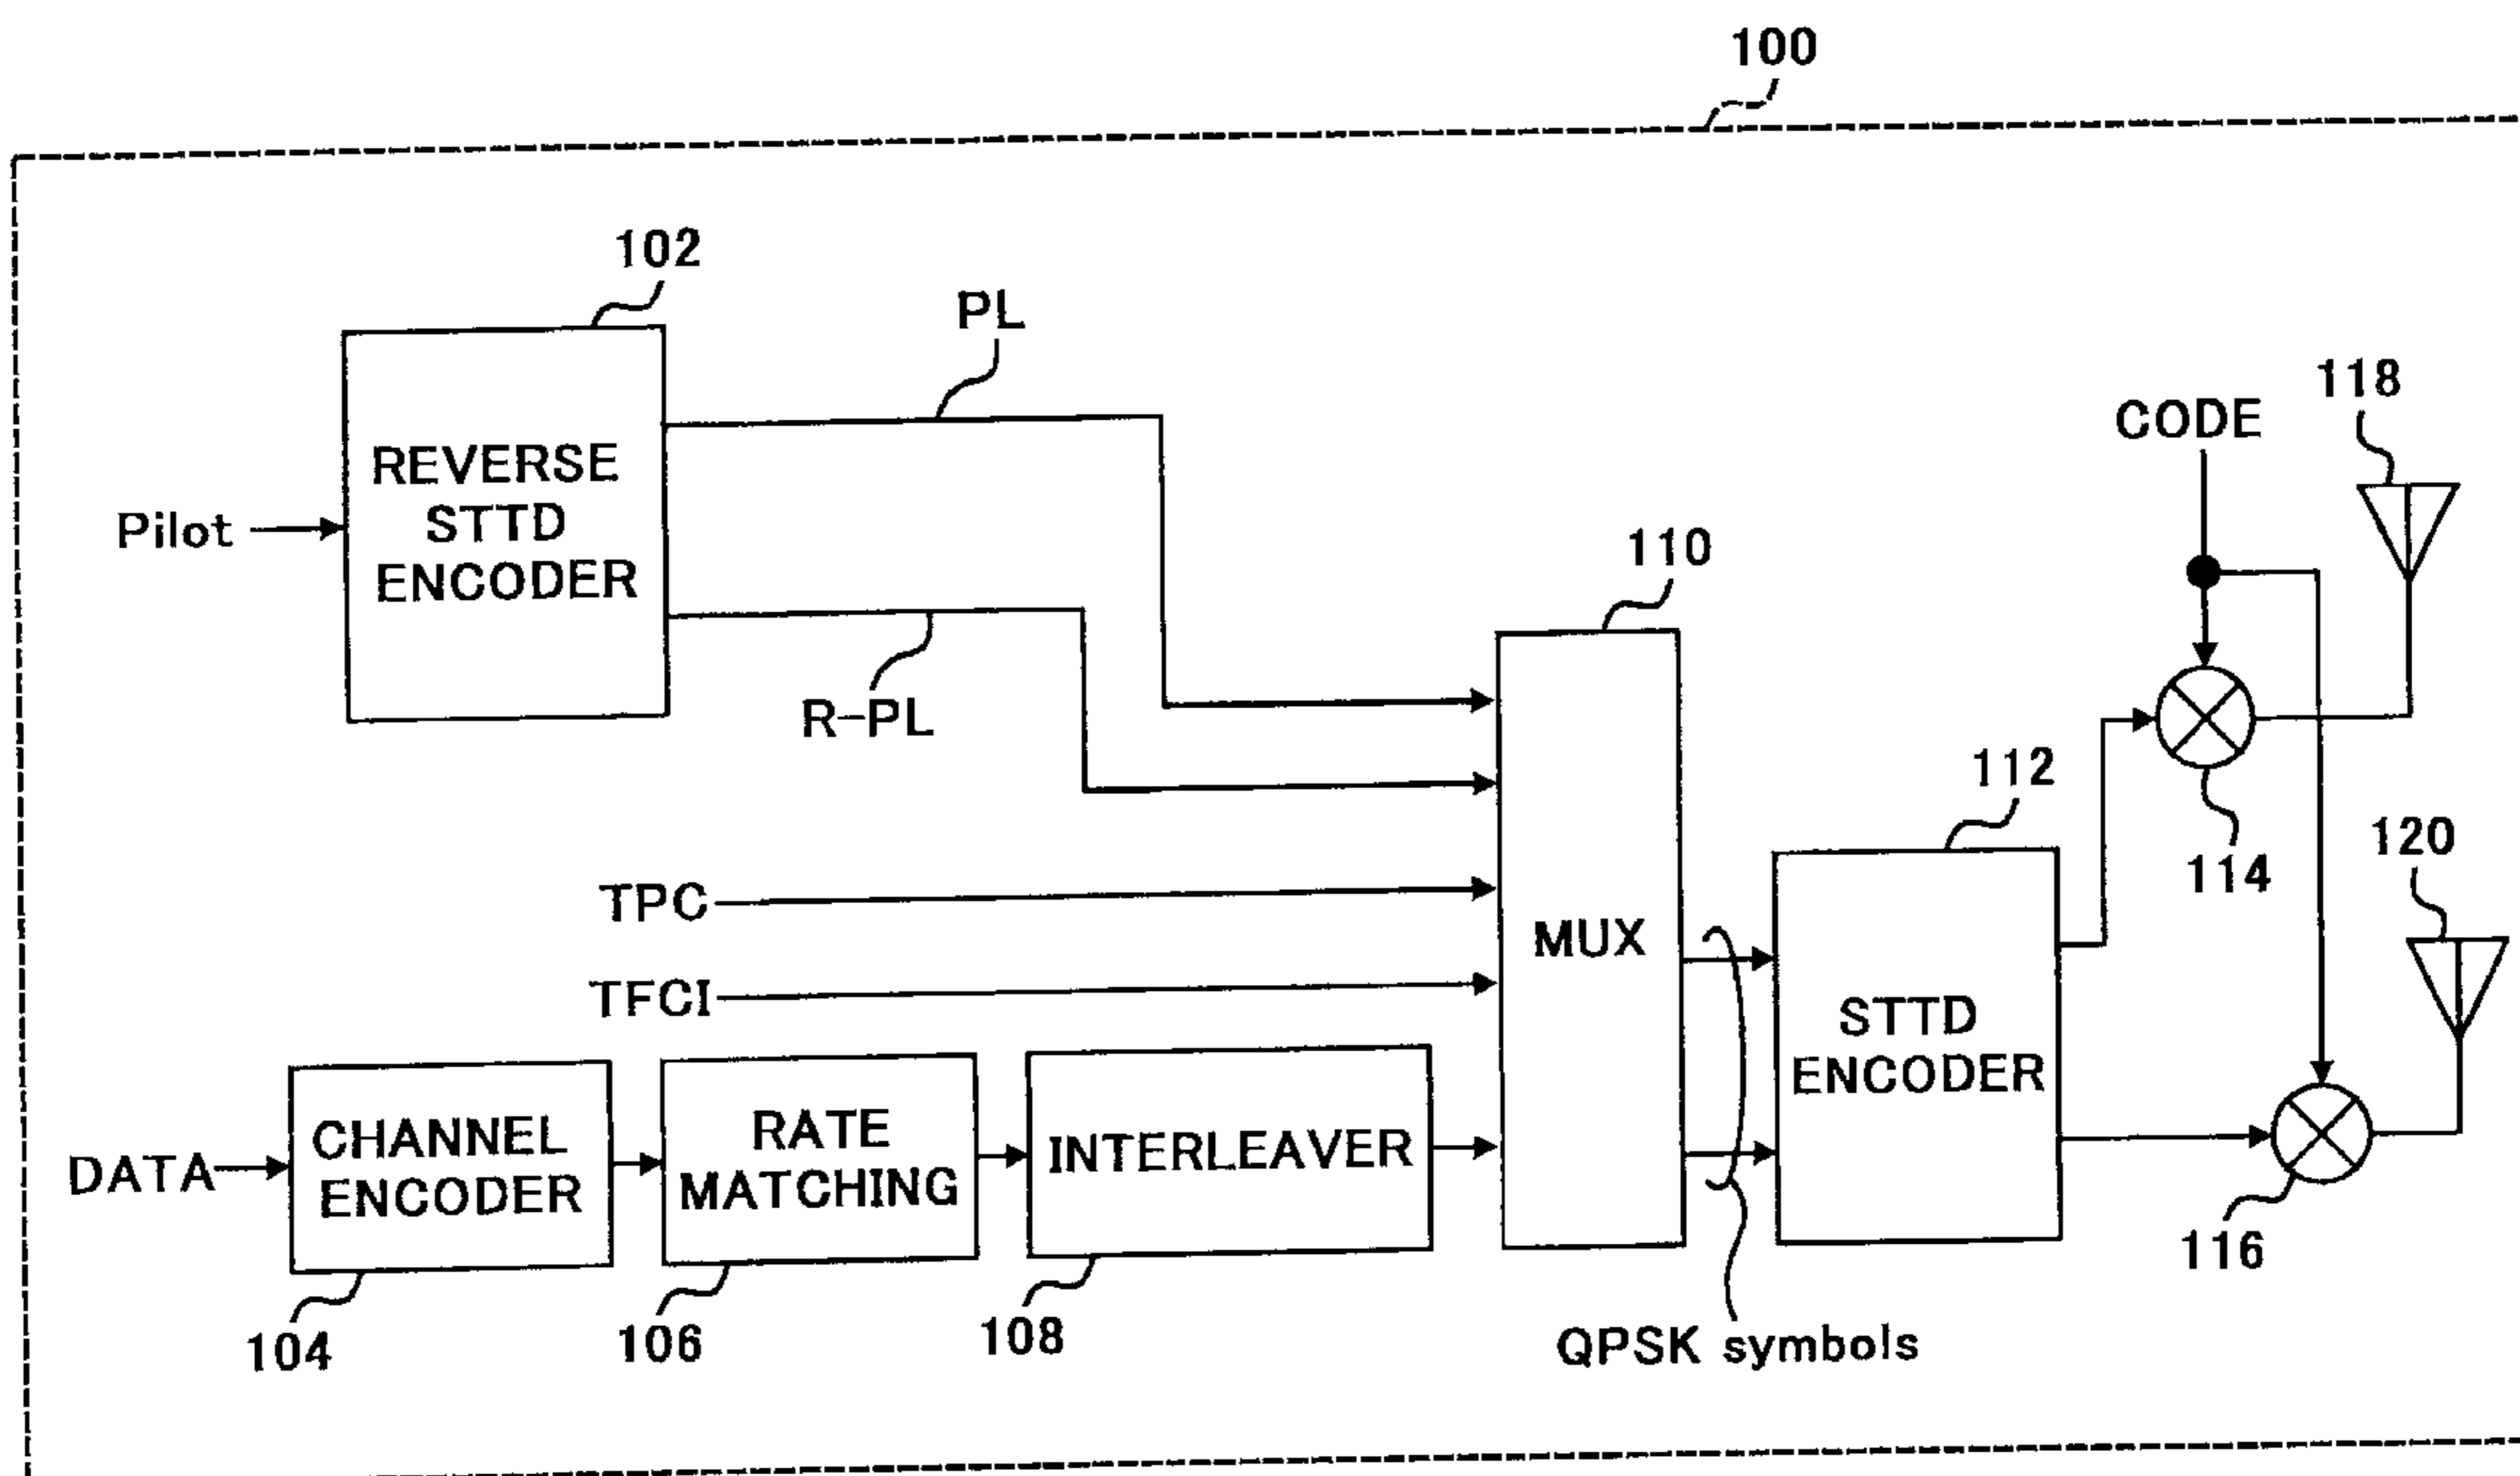 100
102
PL
118
CODE
REVERSE
STTD
ENCODER
Pilot
110
R-PL
112
114
120
TPC
MUX
TFCI
STTD
ENCODER
CHANNEL
ENCODER
RATE
MATCHING
INTERLEAVER
DATA
116
104
106
108
QPSK symbols